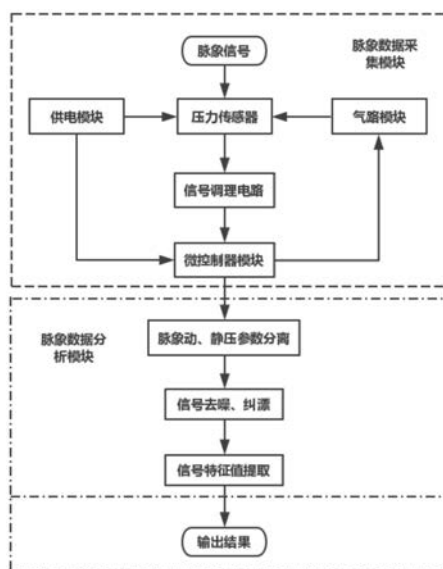 脉象信号
脉象数据采
集模块
供电模块
压力传感器
气路模块
信号调理电路
微控制器模块
脉象数据分
析模块
脉象动、静压参数分离
信号去噪、纠漂
信号特征值提取
输出结果